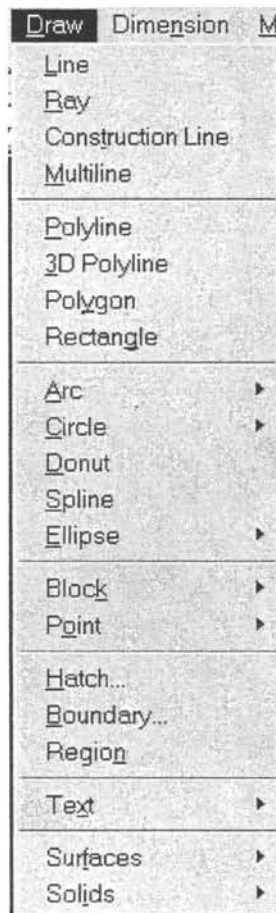 Draw Dimension M
Line
Ray
Construction Line
Multiline
Polyline
3D Polyline
Polygon
Rectangle
Arc
Circle
Donut
Spline
Ellipse
Block
Point
Hatch...
Boundary...
Region
Text
Surfaces
Solids